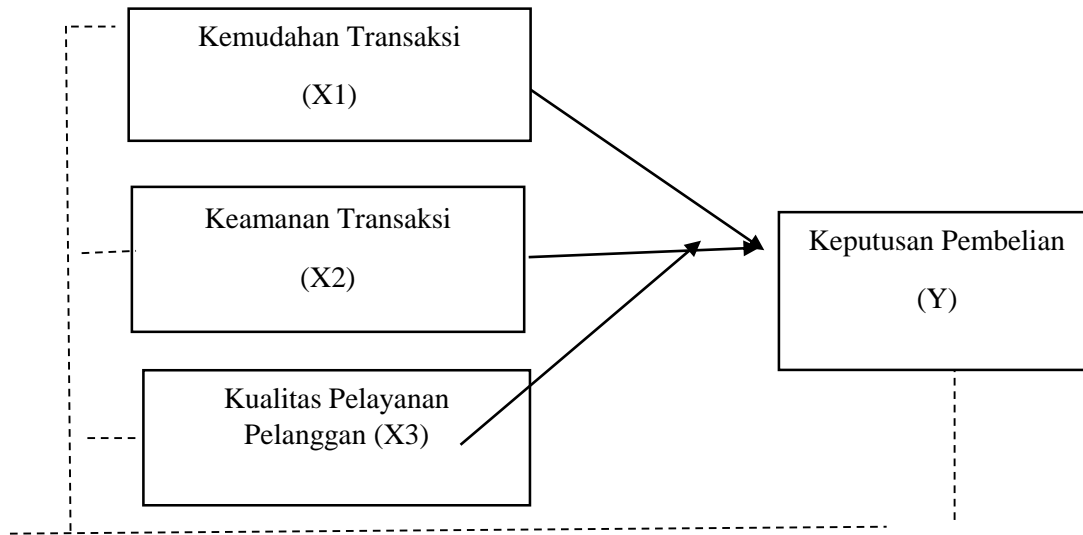 Kemudahan Transaksi
(X1)
Keamanan Transaksi
(X2)
Kualitas Pelayanan
Pelanggan (X3)
Keputusan Pembelian
(Y)